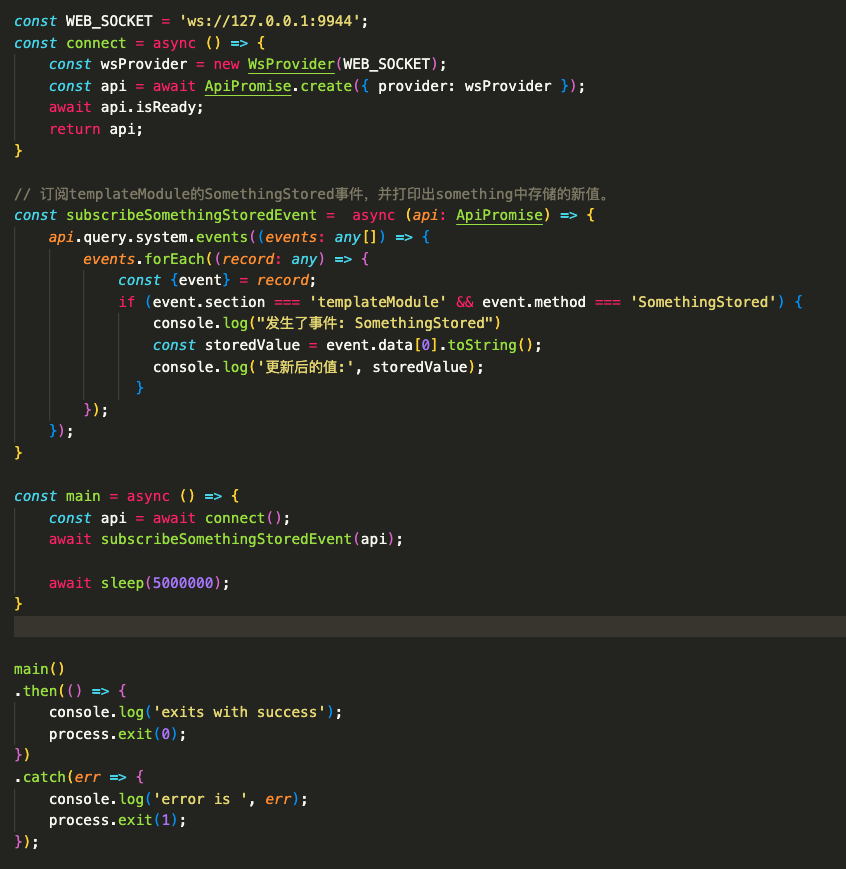 const WEB_SOCKET = 'ws://127.0.0.1:9944';
const connect = async () => {
    const wsProvider = new WsProvider(WEB_SOCKET);
    const api = await ApiPromise.create({ provider: wsProvider });
    await api.isReady;
    return api;
}

// 订阅templateModule的SomethingStored事件，并打印出something中存储的新值。
const subscribeSomethingStoredEvent =  async (api: ApiPromise) => {
    api.query.system.events((events: any[]) => {
        events.forEach((record: any) => {
            const {event} = record;
            if (event.section === 'templateModule' && event.method === 'SomethingStored') {
                console.log("发生了事件: SomethingStored")
                const storedValue = event.data[0].toString();
                console.log('更新后的值:', storedValue);
              }
        });
    });
}

const main = async () => {
    const api = await connect();
    await subscribeSomethingStoredEvent(api);

    await sleep(5000000);
}

main()
.then(() => {
    console.log('exits with success');
    process.exit(0);
})
.catch(err => {
    console.log('error is ', err);
    process.exit(1);
});